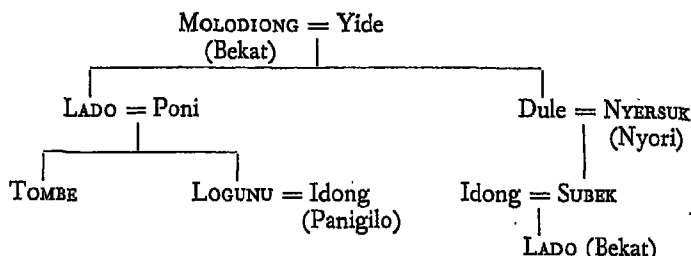 MOLODIONG = Yide
(Bekat)
LADO = Poni
Dule = NYERSUK
(Nyori)
TOMBE
LOGUNU = Idong
(Panigilo)
Idong = SUBEK
LADO (Bekat)